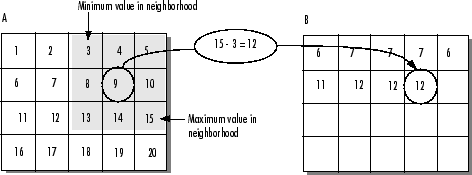 Minimum value in neighborhood
A
B
15 - 3 = 12
1 2 3 4 5
6 7 7 7 6
6 7 8 9 10
11 12 12 12
11 12 13 14 15
Maximum value in
neighborhood
16 17 18 19 20